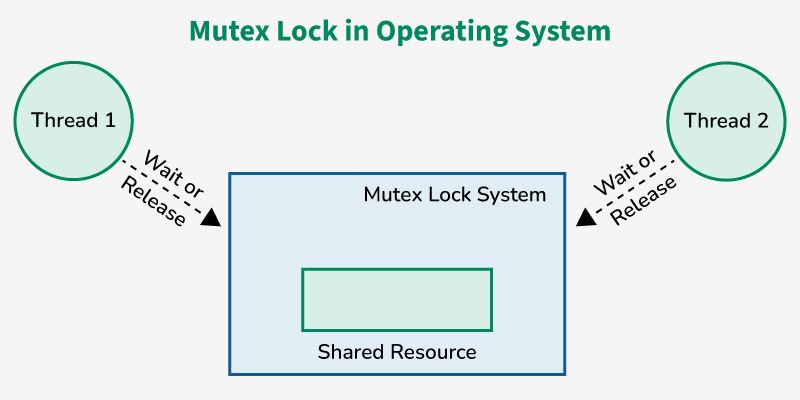 Mutex Lock in Operating System
Thread 1
Thread 2
Wait or
Release
Wait or
Release
Mutex Lock System
Shared Resource